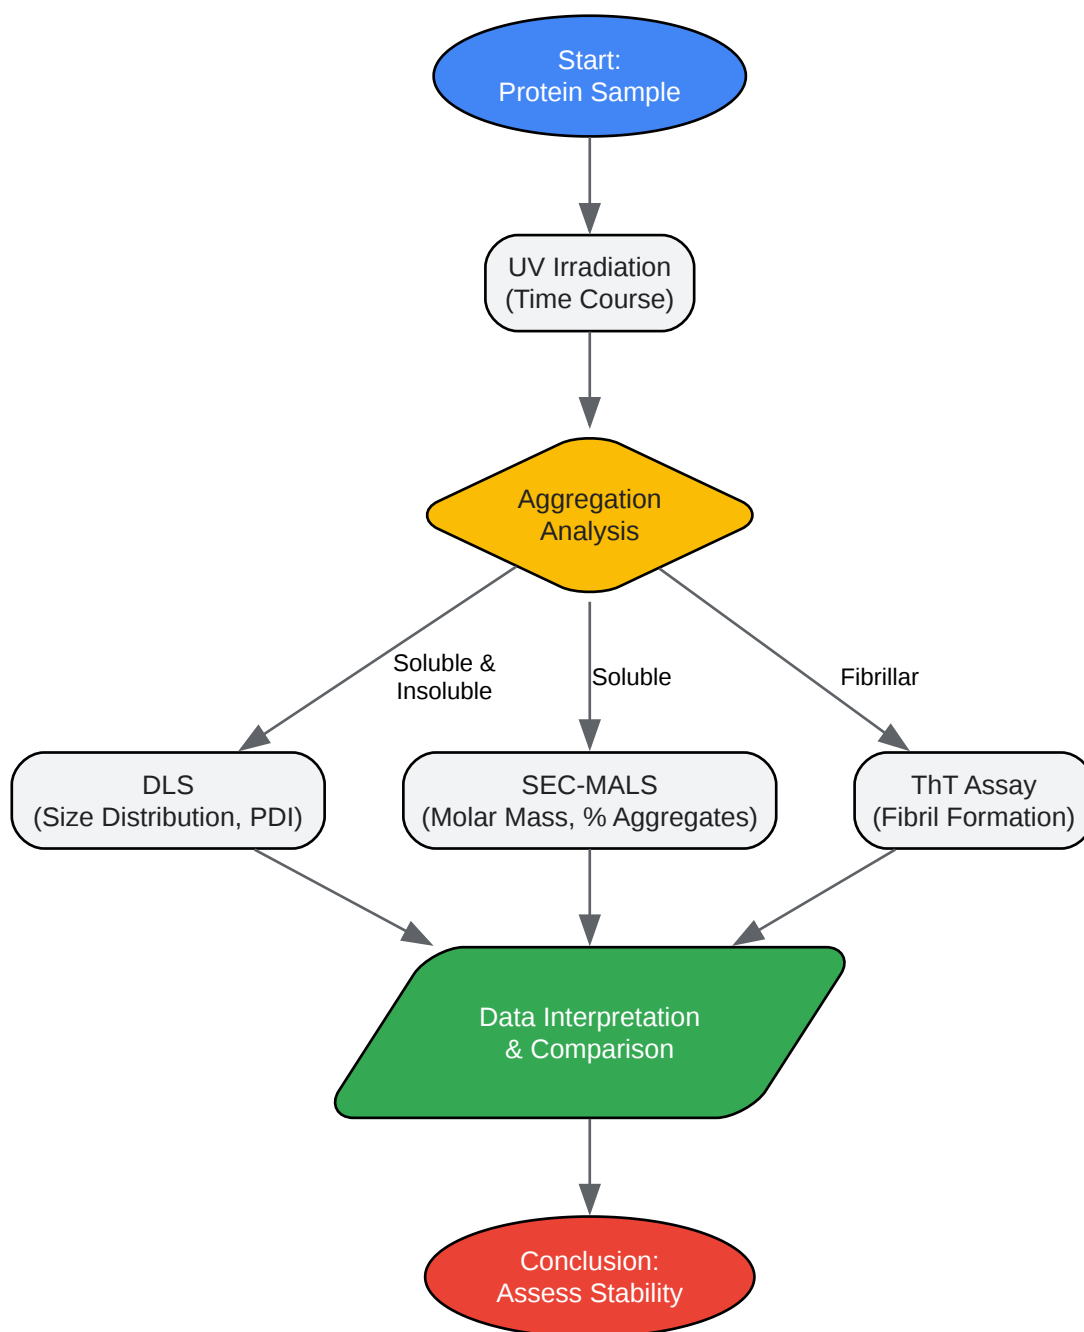 Start:
Protein Sample
UV Irradiation
(Time Course)
Aggregation
Analysis
Soluble &
Insoluble
Soluble
Fibrillar
DLS
(Size Distribution, PDI)
SEC-MALS
(Molar Mass, % Aggregates)
ThT Assay
(Fibril Formation)
Data Interpretation
& Comparison
Conclusion:
Assess Stability